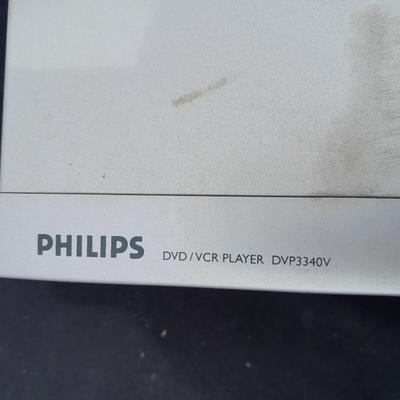 PHILIPS DVD / VCR PLAYER DVP3340V